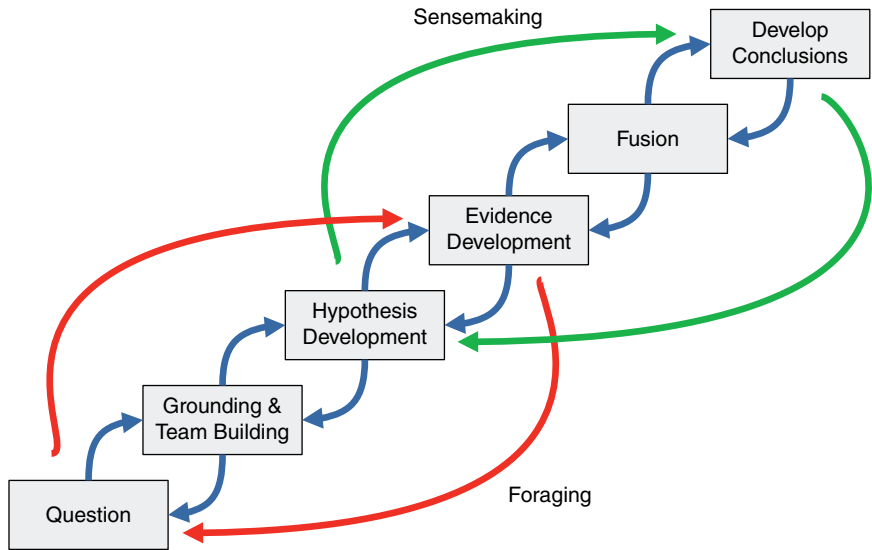 Sensemaking
Develop
Conclusions
Fusion
Evidence
Development
Hypothesis
Development
Grounding &
Team Building
Foraging
Question